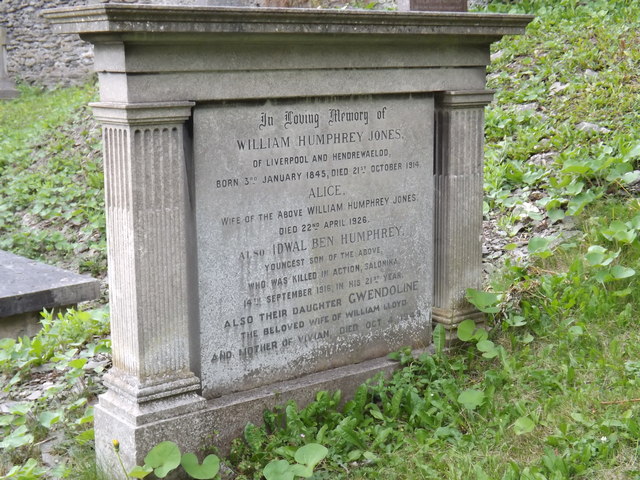 In Loving Memory of
WILLIAM HUMPHREY JONES,
OF LIVERPOOL AND HENDREWAELOD,
BORN 3RD JANUARY 1845, DIED 21ST OCTOBER 1914.
ALICE,
WIFE OF THE ABOVE WILLIAM HUMPHREY JONES,
DIED 22ND APRIL 1926.
ALSO IDWAL BEN HUMPHREY,
YOUNGEST SON OF THE ABOVE,
WHO WAS KILLED IN ACTION, SALONIKA,
14TH SEPTEMBER 1916, IN HIS 21ST YEAR.
ALSO THEIR DAUGHTER GWENDOLINE
THE BELOVED WIFE OF WILLIAM LLOYD
AND MOTHER OF VIVIAN, DIED OCT